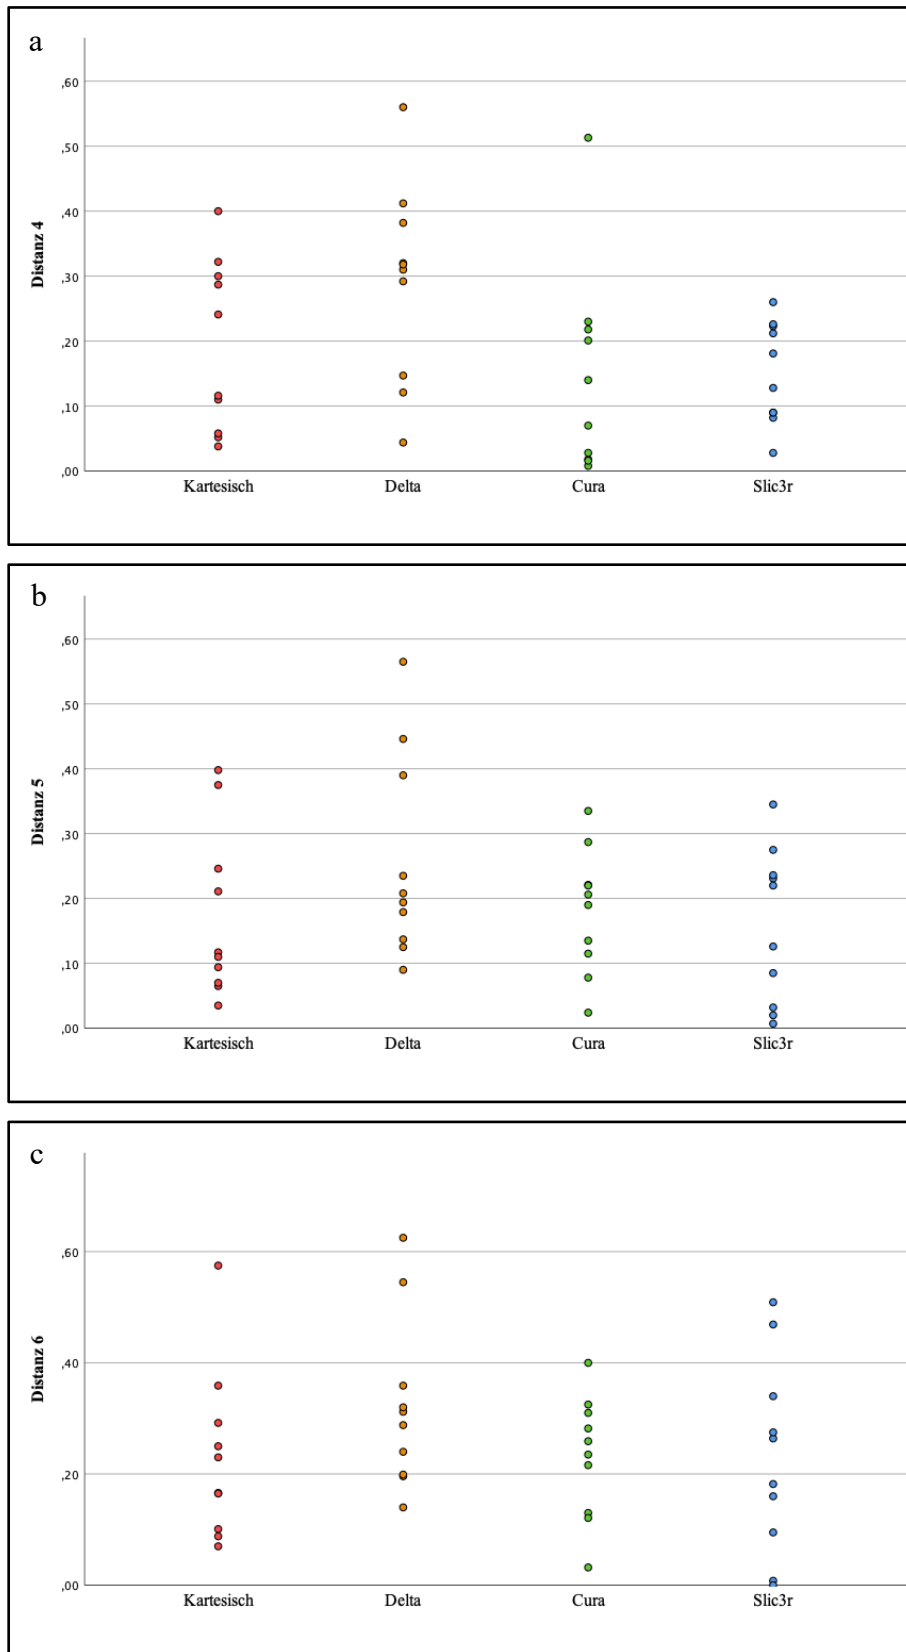 a
,60
,50
,40
,30
,20
,10
,00
Distanz 4
Kartesisch Delta Cura Slic3r
b
,60
,50
,40
,30
,20
,10
,00
Distanz 5
Kartesisch Delta Cura Slic3r
c
,60
,40
,20
,00
Distanz 6
Kartesisch Delta Cura Slic3r